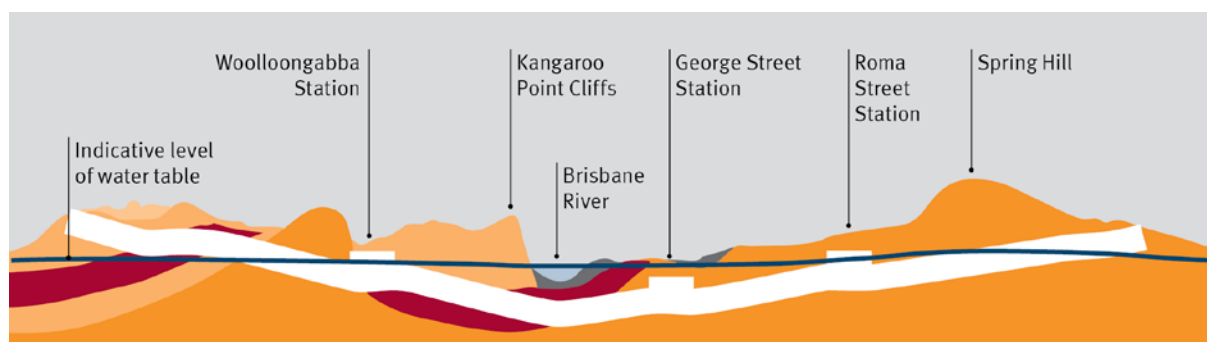 Woolloongabba
Station
Kangaroo
Point Cliffs
George Street
Station
Roma
Street
Station
Spring Hill
Indicative level
of water table
Brisbane
River